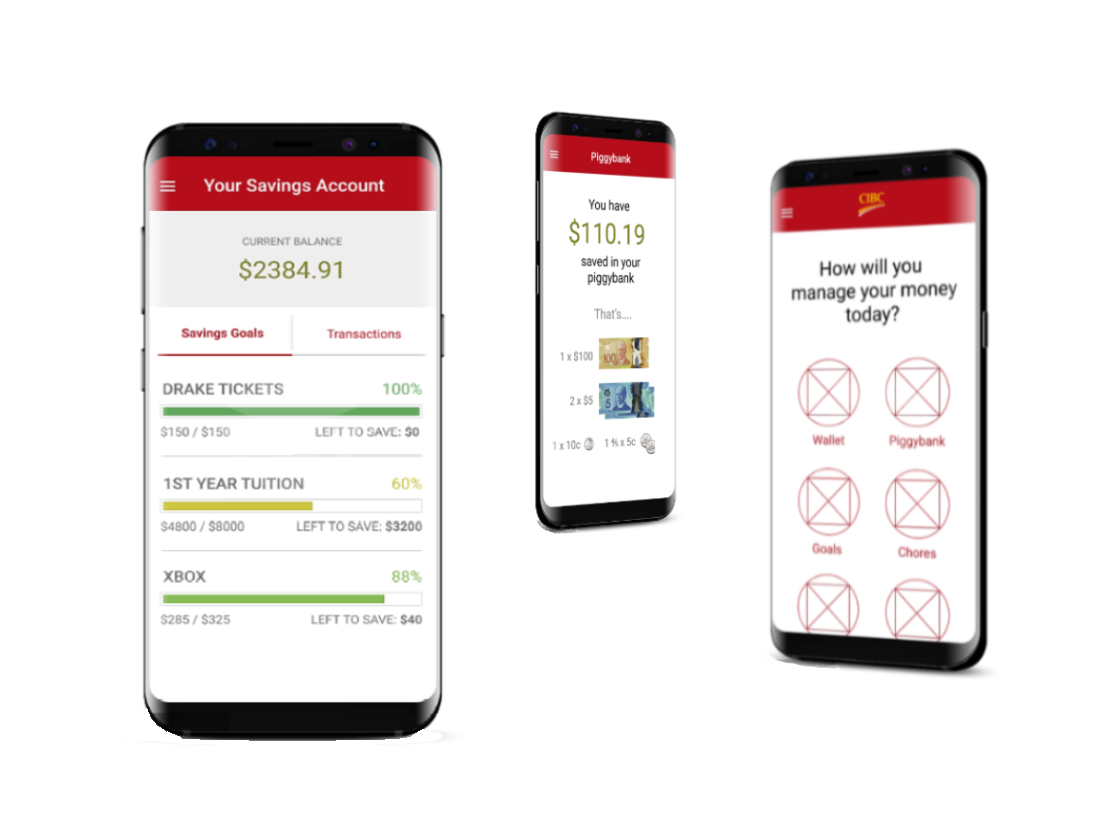 Your Savings Account
CURRENT BALANCE
$2384.91
Savings Goals
Transactions
DRAKE TICKETS 100%
$150 / $150 LEFT TO SAVE: $0
1ST YEAR TUITION 60%
$4800 / $8000 LEFT TO SAVE: $3200
XBOX 88%
$285 / $325 LEFT TO SAVE: $40
Piggybank
You have
$110.19
saved in your
piggybank
That's....
1 x $100
100
2 x $5
5
1 x 10c
x 5c
CIBC
How will you
manage your money
today?
Wallet
Piggybank
Goals
Chores